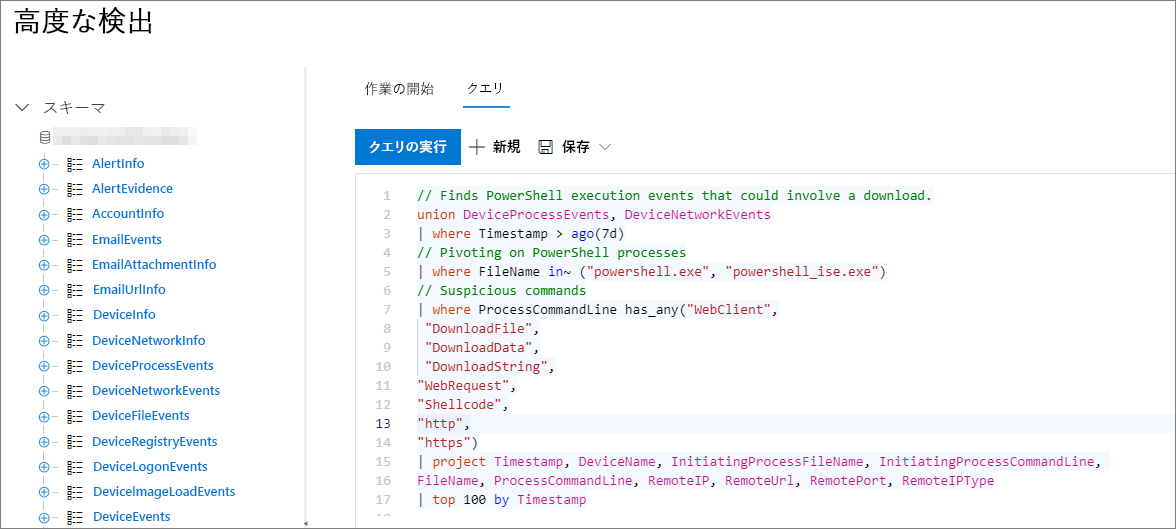 高度な検出
スキーマ
AlertInfo
AlertEvidence
AccountInfo
EmailEvents
EmailAttachmentInfo
EmailUrlInfo
DeviceInfo
DeviceNetworkInfo
DeviceProcessEvents
DeviceNetworkEvents
DeviceFileEvents
DeviceRegistryEvents
DeviceLogonEvents
DeviceImageLoadEvents
DeviceEvents
作業の開始 クエリ
クエリの実行 新規 保存
1 // Finds PowerShell execution events that could involve a download.
2 union DeviceProcessEvents, DeviceNetworkEvents
3 | where Timestamp > ago(7d)
4 // Pivoting on PowerShell processes
5 | where FileName in~ ("powershell.exe", "powershell_ise.exe")
6 // Suspicious commands
7 | where ProcessCommandLine has_any("WebClient",
8 "DownloadFile",
9 "DownloadData",
10 "DownloadString",
11 "WebRequest",
12 "Shellcode",
13 "http",
14 "https")
15 | project Timestamp, DeviceName, InitiatingProcessFileName, InitiatingProcessCommandLine,
16 FileName, ProcessCommandLine, RemoteIP, RemoteUrl, RemotePort, RemoteIPType
17 | top 100 by Timestamp
18